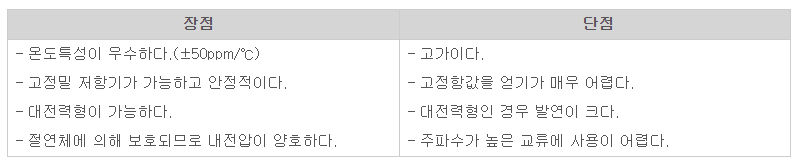 장점 단점
- 온도특성이 우수하다.(±50ppm/℃) - 고가이다.
- 고정밀 저항기가 가능하고 안정적이다. - 고정항값을 얻기가 매우 어렵다.
- 대전력형이 가능하다. - 대전력형인 경우 발연이 크다.
- 절연체에 의해 보호되므로 내전압이 양호하다. - 주파수가 높은 교류에 사용이 어렵다.